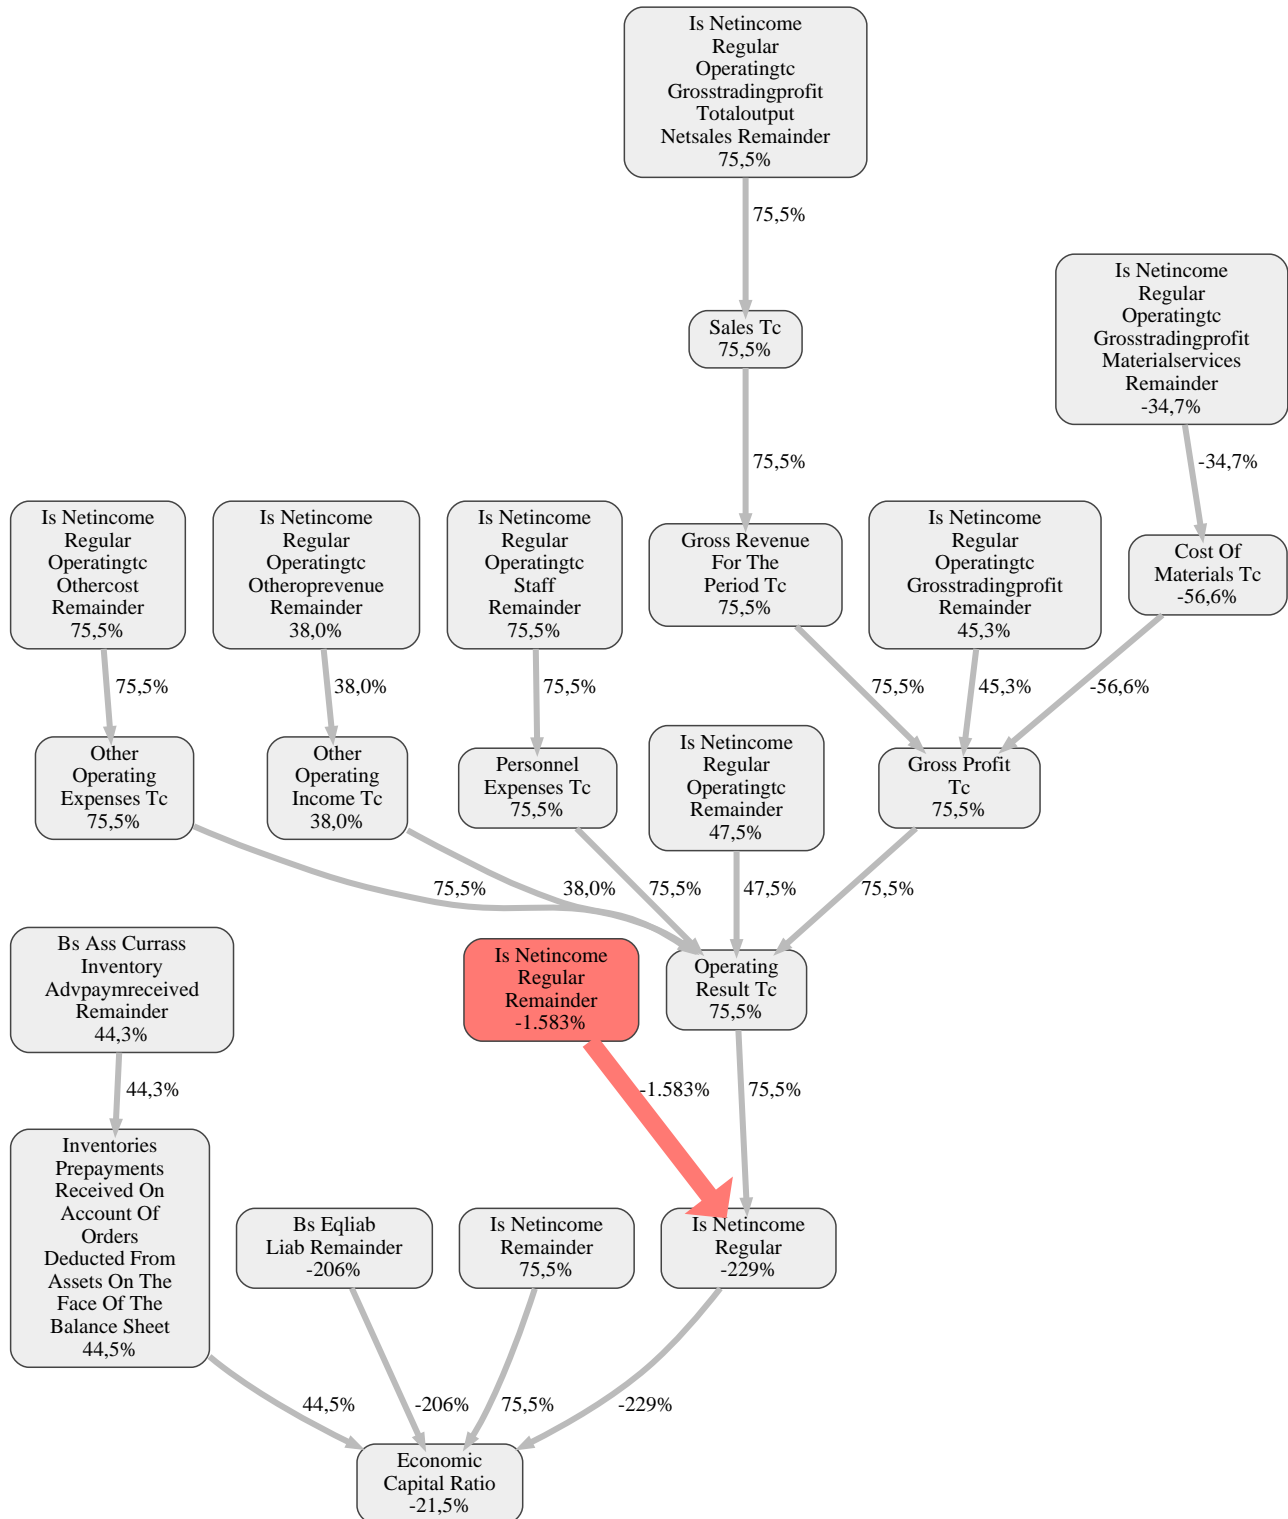 Is Netincome
Regular
Operatingtc
Grosstradingprofit
Totaloutput
Netsales Remainder
75,5%
75,5%
Is Netincome
Regular
Operatingtc
Grosstradingprofit
Materialservices
Remainder
-34,7%
Sales Tc
75,5%
75,5%
-34,7%
Is Netincome
Regular
Operatingtc
Othercost
Remainder
75,5%
Is Netincome
Regular
Operatingtc
Otheroprevenue
Remainder
38,0%
Is Netincome
Regular
Operatingtc
Staff
Remainder
75,5%
Gross Revenue
For The
Period Tc
75,5%
Is Netincome
Regular
Operatingtc
Grosstradingprofit
Remainder
45,3%
Cost Of
Materials Tc
-56,6%
75,5%
38,0%
75,5%
75,5%
45,3%
-56,6%
Other
Operating
Expenses Tc
75,5%
Other
Operating
Income Tc
38,0%
Personnel
Expenses Tc
75,5%
Is Netincome
Regular
Operatingtc
Remainder
47,5%
Gross Profit
Tc
75,5%
75,5%
38,0%
75,5%
47,5%
75,5%
Bs Ass Currass
Inventory
Advpaymreceived
Remainder
44,3%
Is Netincome
Regular
Remainder
-1.583%
Operating
Result Tc
75,5%
44,3%
-1.583%
75,5%
Inventories
Prepayments
Received On
Account Of
Orders
Deducted From
Assets On The
Face Of The
Balance Sheet
44,5%
Bs Eqliab
Liab Remainder
-206%
Is Netincome
Remainder
75,5%
Is Netincome
Regular
-229%
44,5%
-206%
75,5%
-229%
Economic
Capital Ratio
-21,5%